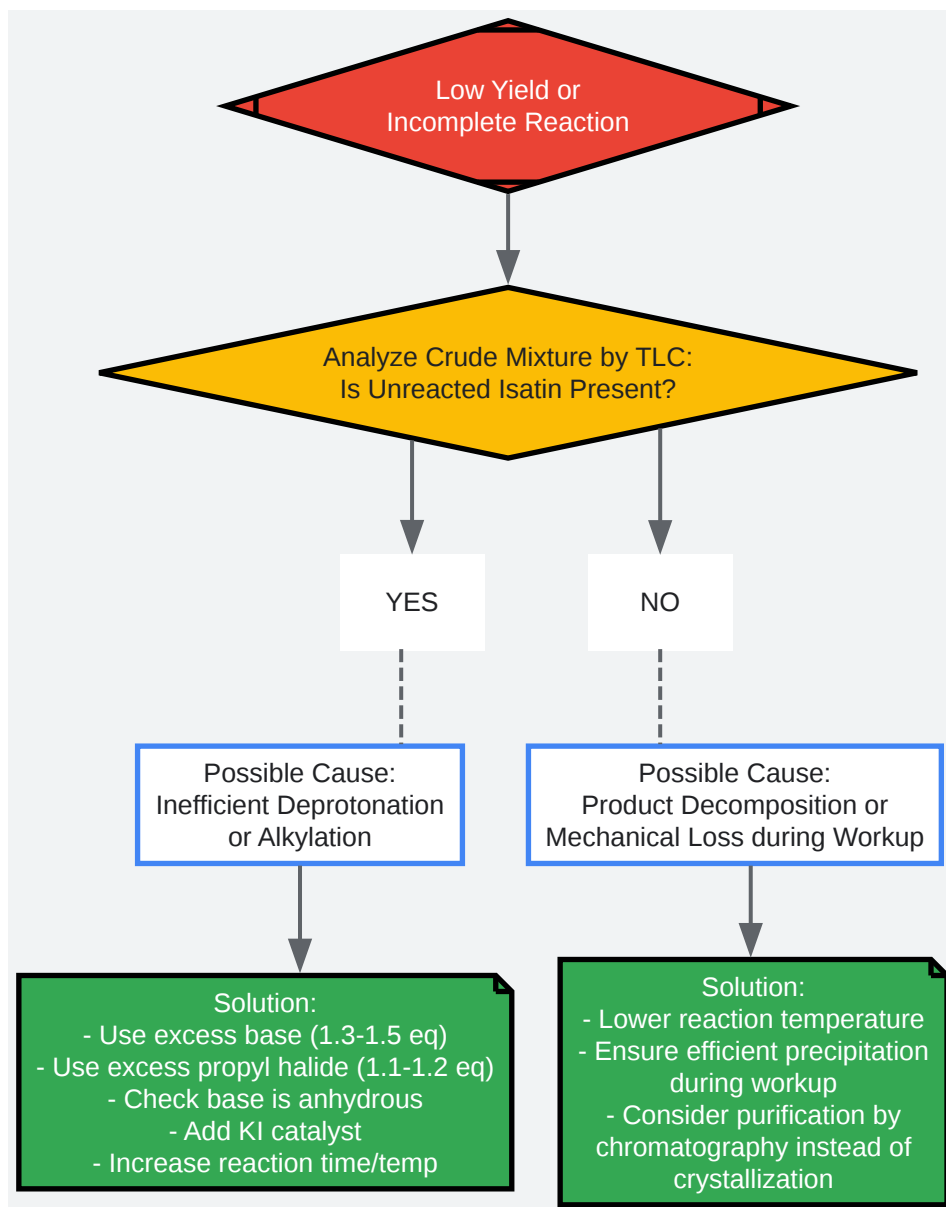 Low Yield or
Incomplete Reaction
Analyze Crude Mixture by TLC:
Is Unreacted Isatin Present?
YES
NO
Possible Cause:
Inefficient Deprotonation
or Alkylation
Possible Cause:
Product Decomposition or
Mechanical Loss during Workup
Solution:
- Use excess base (1.3-1.5 eq)
- Use excess propyl halide (1.1-1.2 eq)
- Check base is anhydrous
- Add KI catalyst
- Increase reaction time/temp
Solution:
- Lower reaction temperature
- Ensure efficient precipitation
during workup
- Consider purification by
chromatography instead of
crystallization